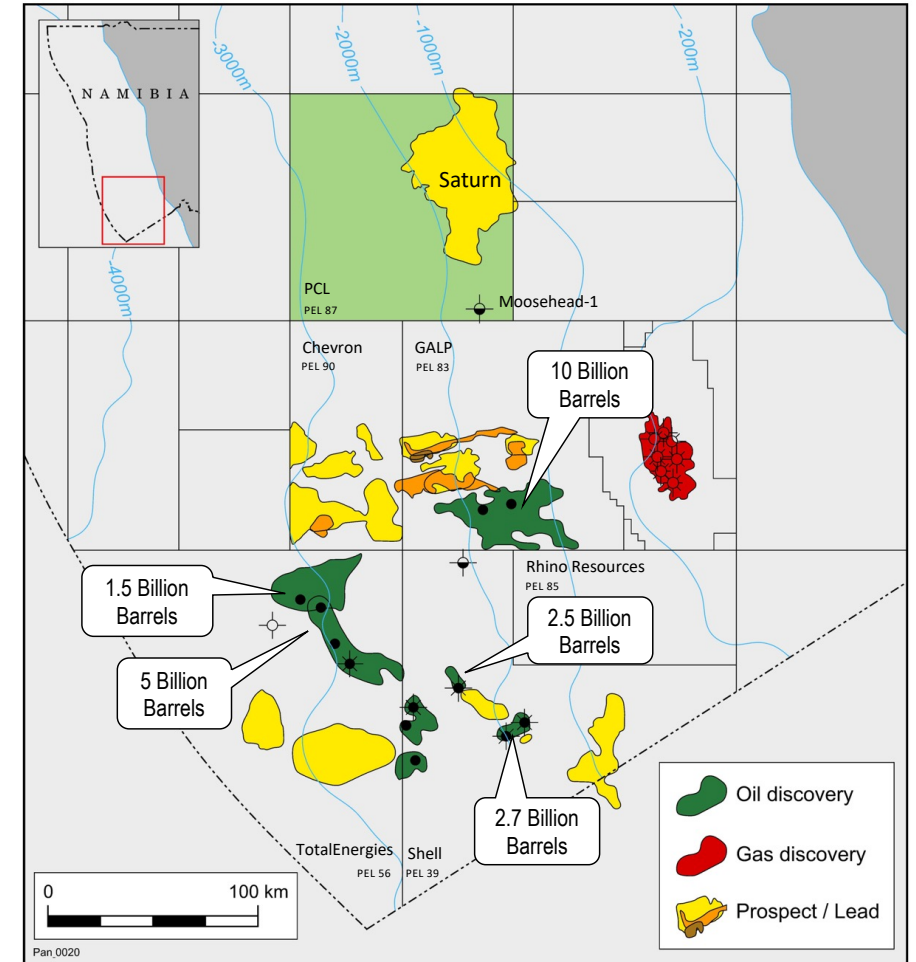 -3000m
-2000m
-1000m
-200m
NAMIBIA
Saturn
-4000m
PCL
PEL 87
Moosehead-1
Chevron
PEL 90
GALP
PEL 83
10 Billion
Barrels
Rhino Resources
PEL 85
1.5 Billion
Barrels
2.5 Billion
Barrels
5 Billion
Barrels
2.7 Billion
Barrels
TotalEnergies
PEL 56
Shell
PEL 39
Oil discovery
Gas discovery
Prospect / Lead
0
100 km
Pan_0020